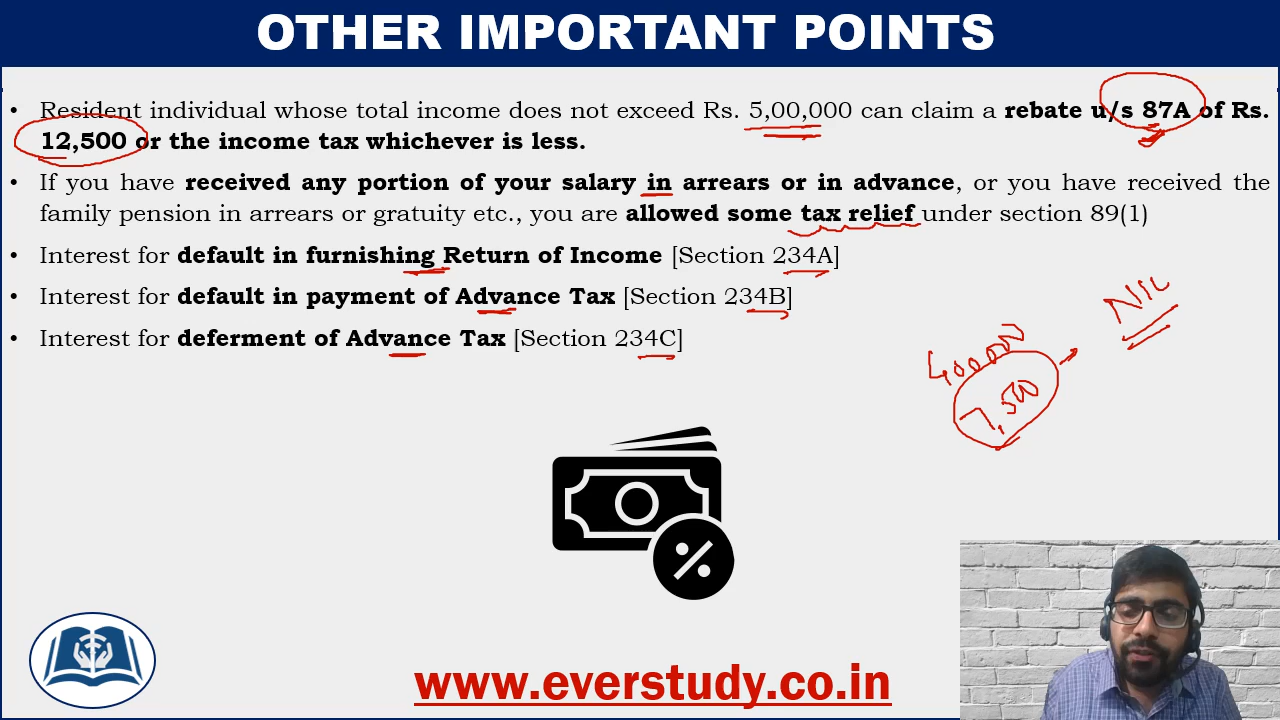 OTHER IMPORTANT POINTS
• Resident individual whose total income does not exceed Rs. 5,00,000 can claim a rebate u/s 87A of Rs.
12,500 or the income tax whichever is less.
• If you have received any portion of your salary in arrears or in advance, or you have received the
family pension in arrears or gratuity etc., you are allowed some tax relief under section 89(1)
• Interest for default in furnishing Return of Income [Section 234A]
• Interest for default in payment of Advance Tax [Section 234B]
• Interest for deferment of Advance Tax [Section 234C]
7,500
%
www.everstudy.co.in